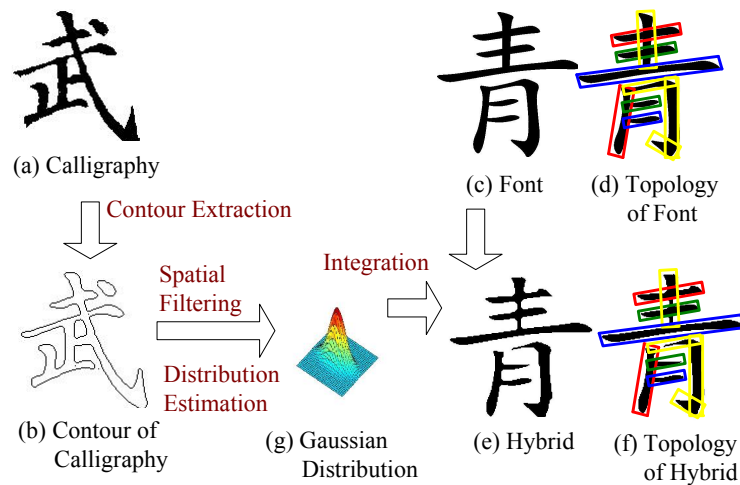 武
青
青
(a) Calligraphy
(c) Font
(d) Topology
of Font
Contour Extraction
Spatial
Filtering
Integration
武
青
青
Distribution
Estimation
(b) Contour of
Calligraphy
(g) Gaussian
Distribution
(e) Hybrid
(f) Topology
of Hybrid